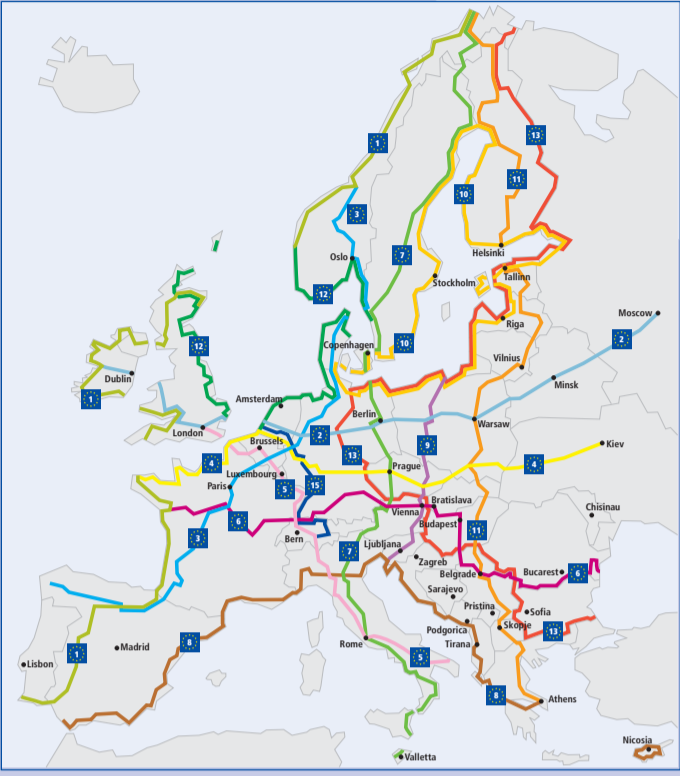 13
1
11
10
3
Oslo
7
Helsinki
Tallinn
Stockholm
12
Moscow
Riga
2
12
Copenhagen
10
Vilnius
Dublin
Minsk
1
Amsterdam
Berlin
London
2
Warsaw
Brussels
9
Kiev
4
13
4
Luxembourg
Prague
Paris
5
15
Bratislava
Vienna
Chisinau
6
Budapest
11
3
Bern
7
Ljubljana
Zagreb
Belgrade
Bucarest
6
Sarajevo
Pristina
Sofia
Skopje
Podgorica
13
Madrid
8
Rome
Tirana
1
Lisbon
5
8
Athens
Nicosia
Valletta